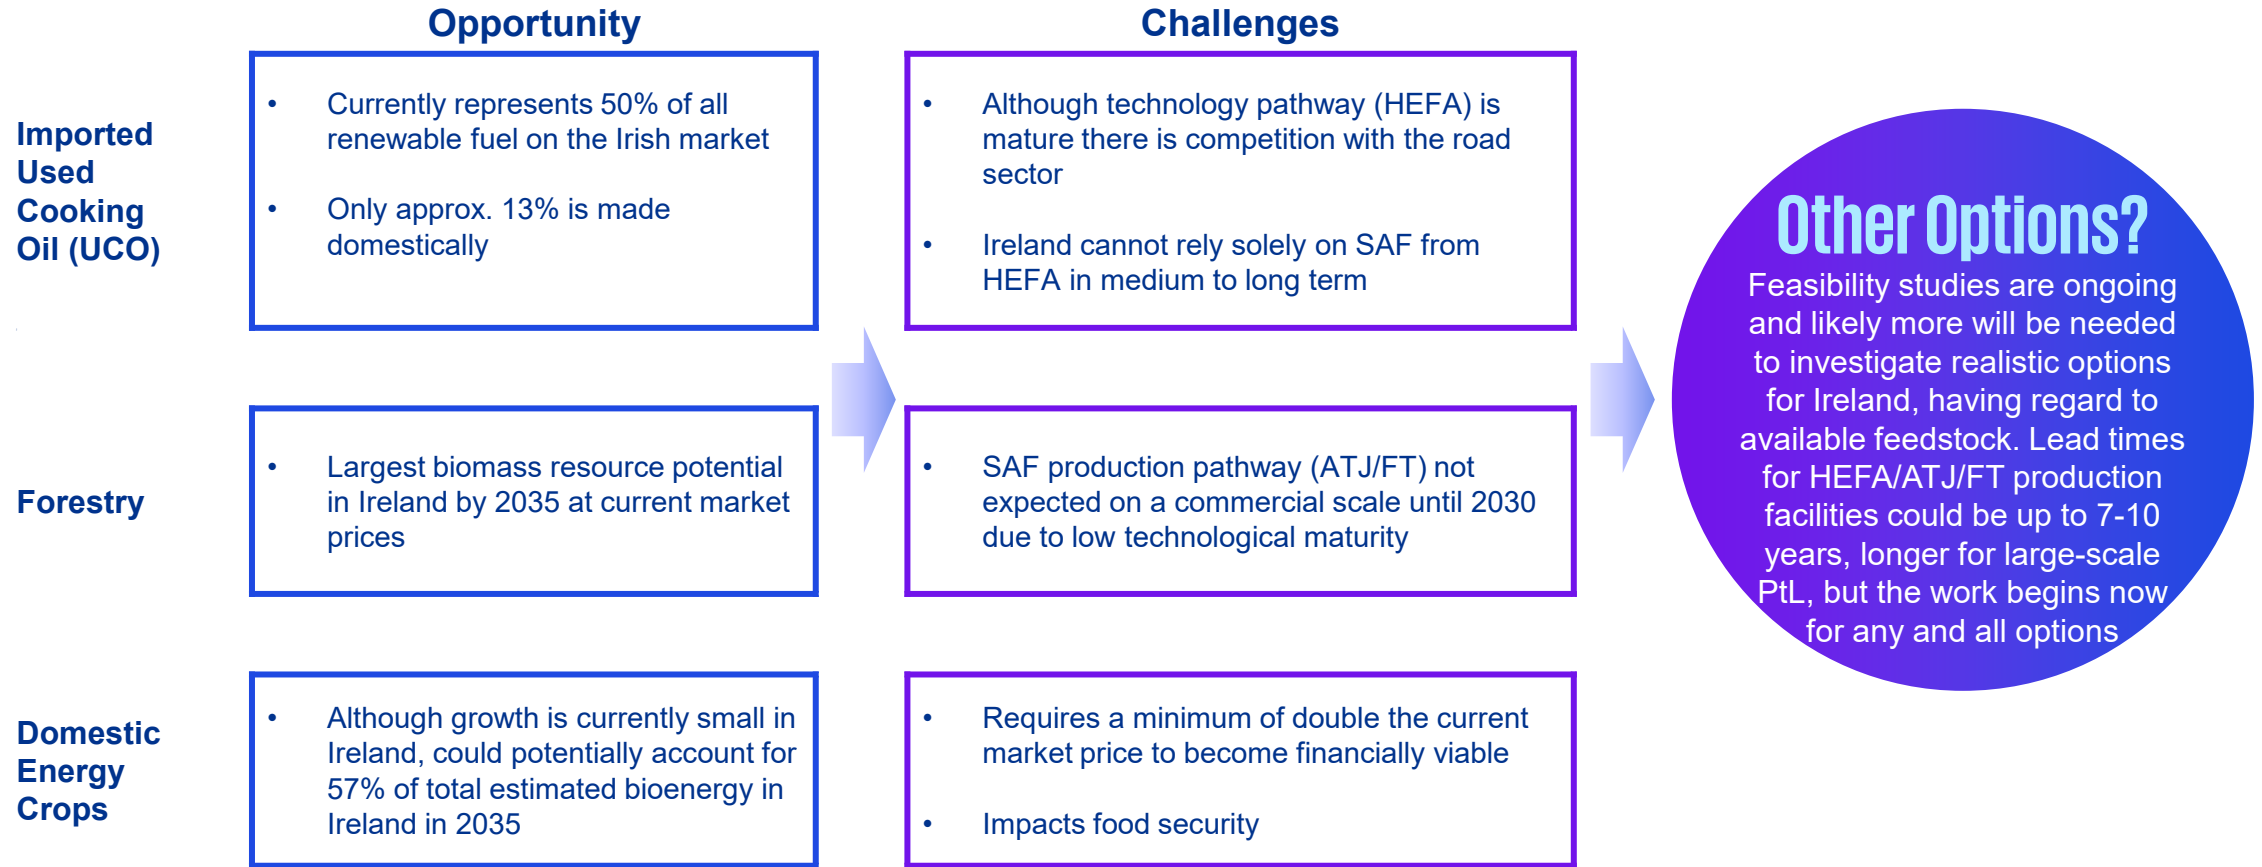 Opportunity
Challenges
Imported
Used
Cooking
Oil (UCO)
• Currently represents 50% of all
renewable fuel on the Irish market
• Only approx. 13% is made
domestically
• Although technology pathway (HEFA) is
mature there is competition with the road
sector
• Ireland cannot rely solely on SAF from
HEFA in medium to long term
Forestry
• Largest biomass resource potential
in Ireland by 2035 at current market
prices
• SAF production pathway (ATJ/FT) not
expected on a commercial scale until 2030
due to low technological maturity
Domestic
Energy
Crops
• Although growth is currently small in
Ireland, could potentially account for
57% of total estimated bioenergy in
Ireland in 2035
• Requires a minimum of double the current
market price to become financially viable
• Impacts food security
Other Options?
Feasibility studies are ongoing
and likely more will be needed
to investigate realistic options
for Ireland, having regard to
available feedstock. Lead times
for HEFA/ATJ/FT production
facilities could be up to 7-10
years, longer for large-scale
PtL, but the work begins now
for any and all options